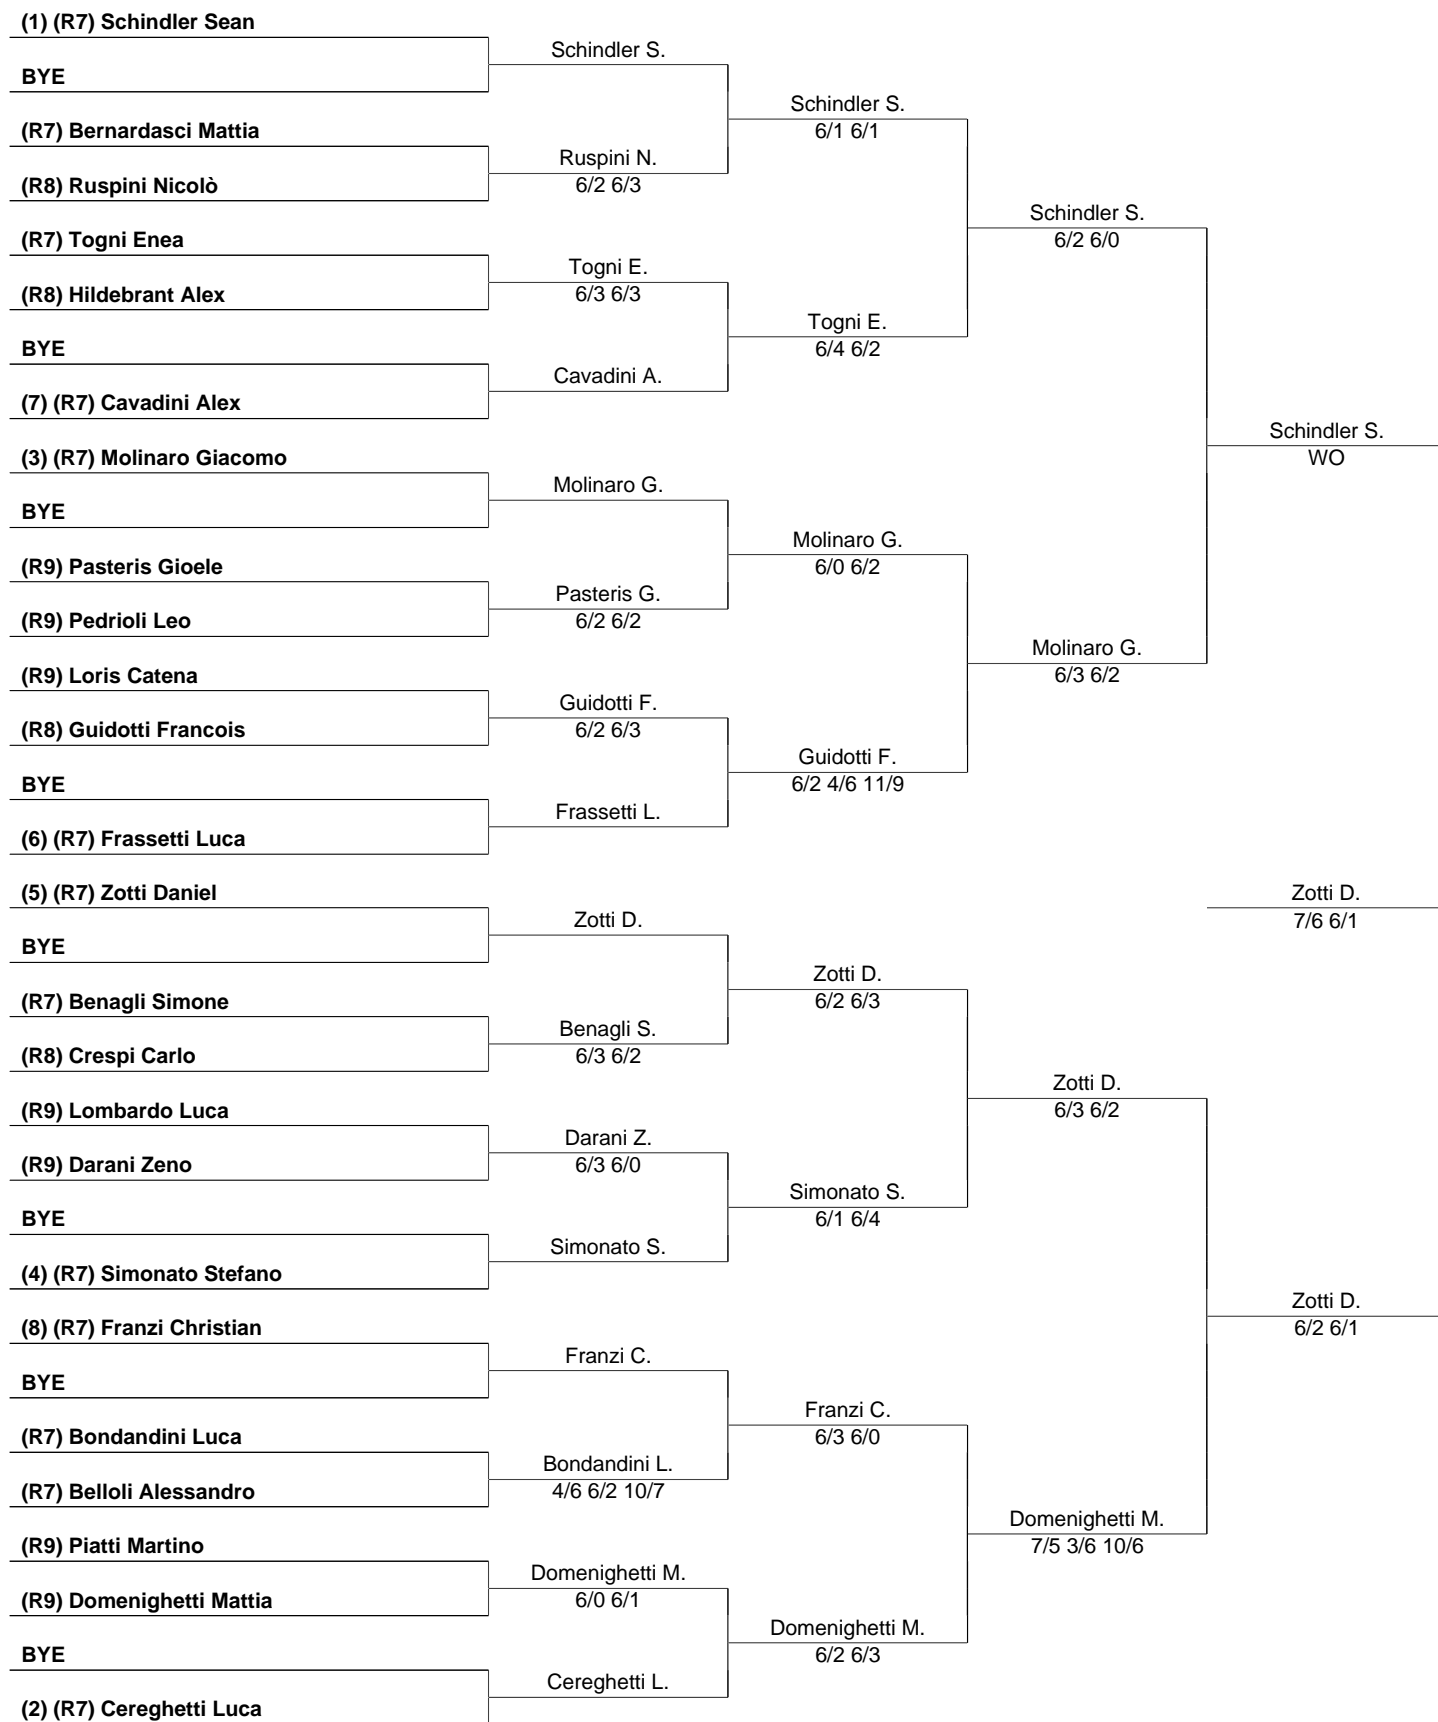 (1) (R7) Schindler Sean
BYE
(R7) Bernardasci Mattia
(R8) Ruspini Nicolò
(R7) Togni Enea
(R8) Hildebrant Alex
BYE
(7) (R7) Cavadini Alex
(3) (R7) Molinaro Giacomo
BYE
(R9) Pasteris Gioele
(R9) Pedrioli Leo
(R9) Loris Catena
(R8) Guidotti Francois
BYE
(6) (R7) Frassetti Luca
(5) (R7) Zotti Daniel
BYE
(R7) Benagli Simone
(R8) Crespi Carlo
(R9) Lombardo Luca
(R9) Darani Zeno
BYE
(4) (R7) Simonato Stefano
(8) (R7) Franzi Christian
BYE
(R7) Bondandini Luca
(R7) Belloli Alessandro
(R9) Piatti Martino
(R9) Domenighetti Mattia
BYE
(2) (R7) Cereghetti Luca
Schindler S.
Ruspini N.
6/2 6/3
Togni E.
6/3 6/3
Cavadini A.
Molinaro G.
Pasteris G.
6/2 6/2
Guidotti F.
6/2 6/3
Frassetti L.
Zotti D.
Benagli S.
6/3 6/2
Darani Z.
6/3 6/0
Simonato S.
Franzi C.
Bondandini L.
4/6 6/2 10/7
Domenighetti M.
6/0 6/1
Cereghetti L.
Schindler S.
6/1 6/1
Togni E.
6/4 6/2
Molinaro G.
6/0 6/2
Guidotti F.
6/2 4/6 11/9
Zotti D.
6/2 6/3
Simonato S.
6/1 6/4
Franzi C.
6/3 6/0
Domenighetti M.
6/2 6/3
Schindler S.
6/2 6/0
Molinaro G.
6/3 6/2
Zotti D.
6/3 6/2
Domenighetti M.
7/5 3/6 10/6
Schindler S.
WO
Zotti D.
7/6 6/1
Zotti D.
6/2 6/1